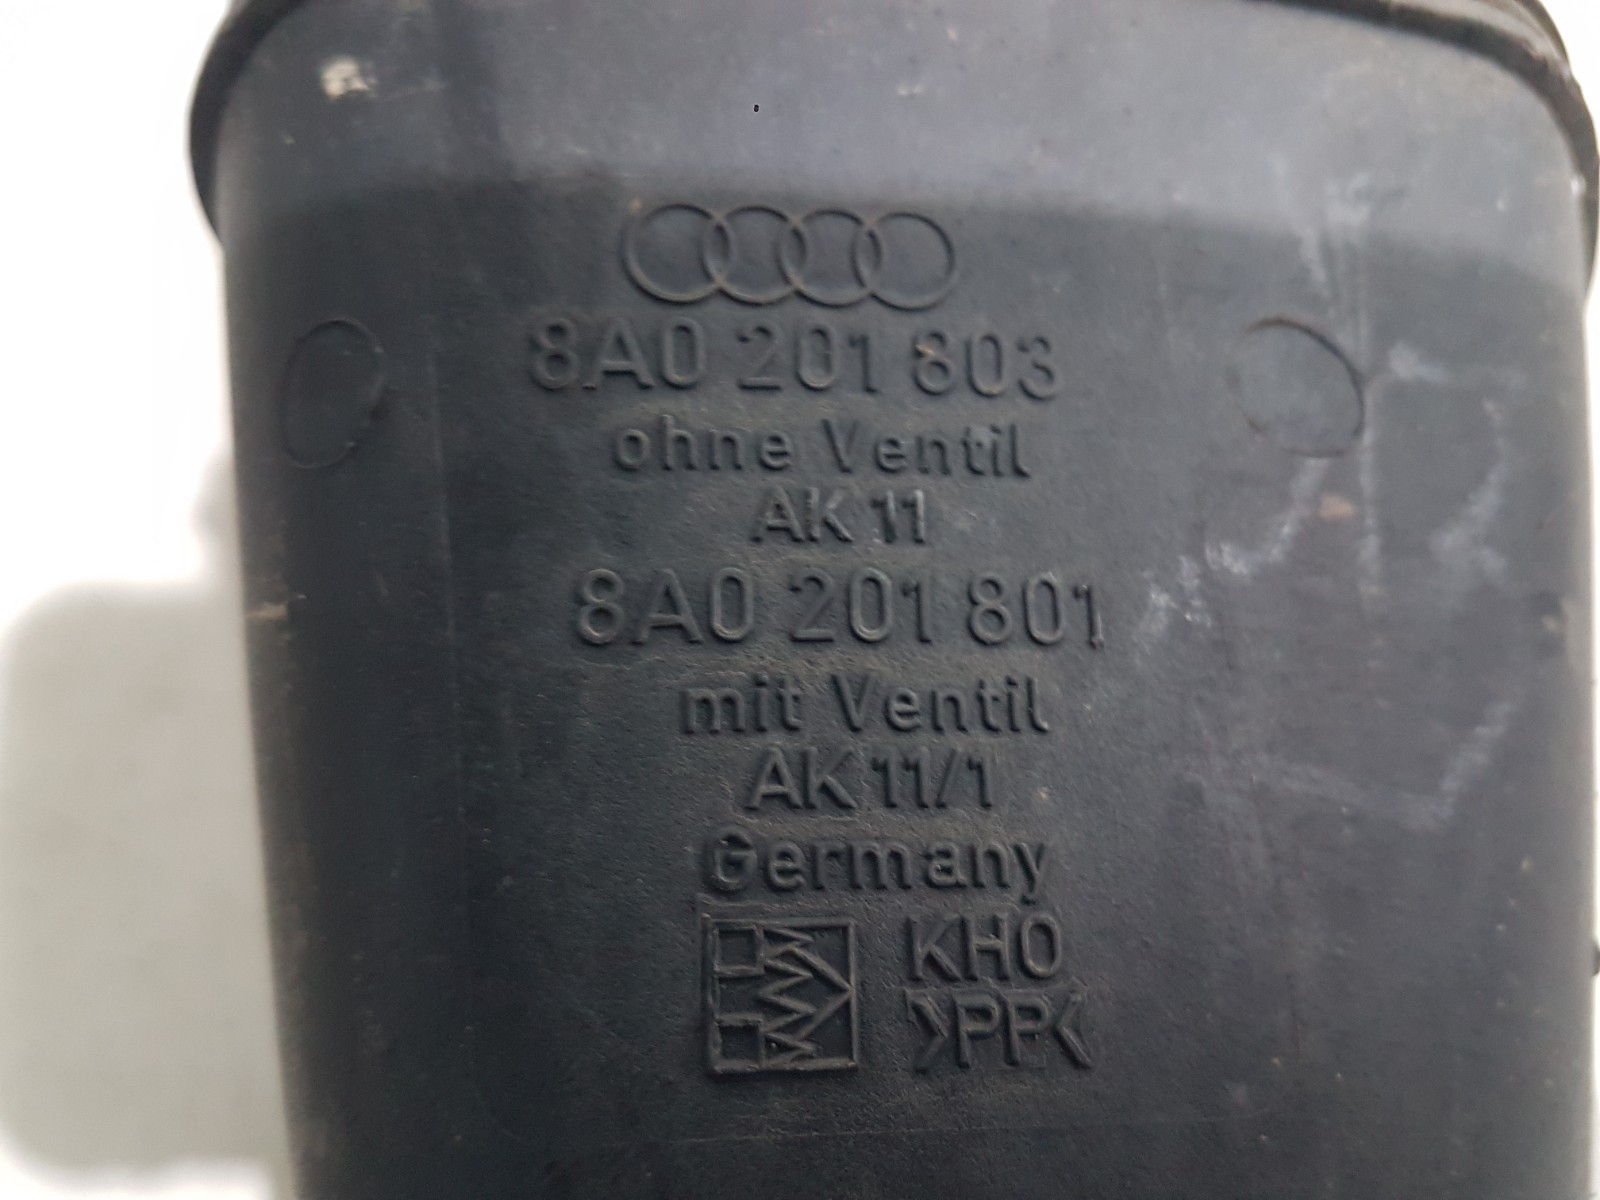 8A0 201 803
ohne Ventil
AK 11
8A0 201 801
mit Ventil
AK 11/1
Germany
KHO
>PP<